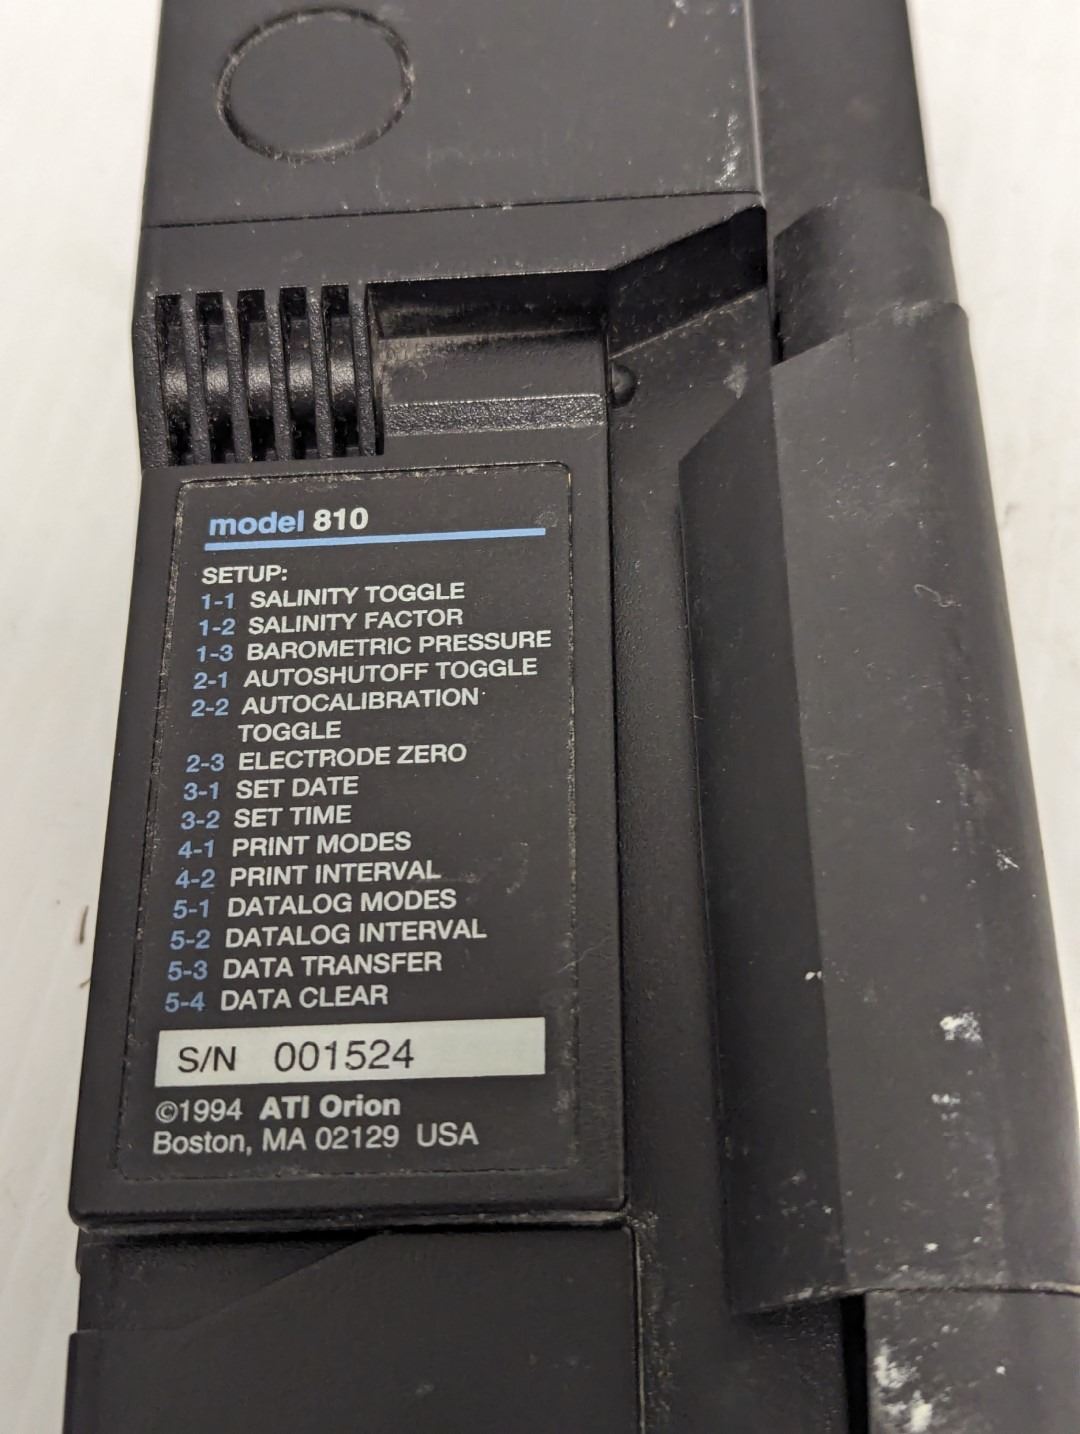 model 810
SETUP:
1-1 SALINITY TOGGLE
1-2 SALINITY FACTOR
1-3 BAROMETRIC PRESSURE
2-1 AUTOSHUTOFF TOGGLE
2-2 AUTOCALIBRATION
TOGGLE
2-3 ELECTRODE ZERO
3-1 SET DATE
3-2 SET TIME
4-1 PRINT MODES
4-2 PRINT INTERVAL
5-1 DATALOG MODES
5-2 DATALOG INTERVAL
5-3 DATA TRANSFER
5-4 DATA CLEAR
S/N 001524
©1994 ATI Orion
Boston, MA 02129 USA